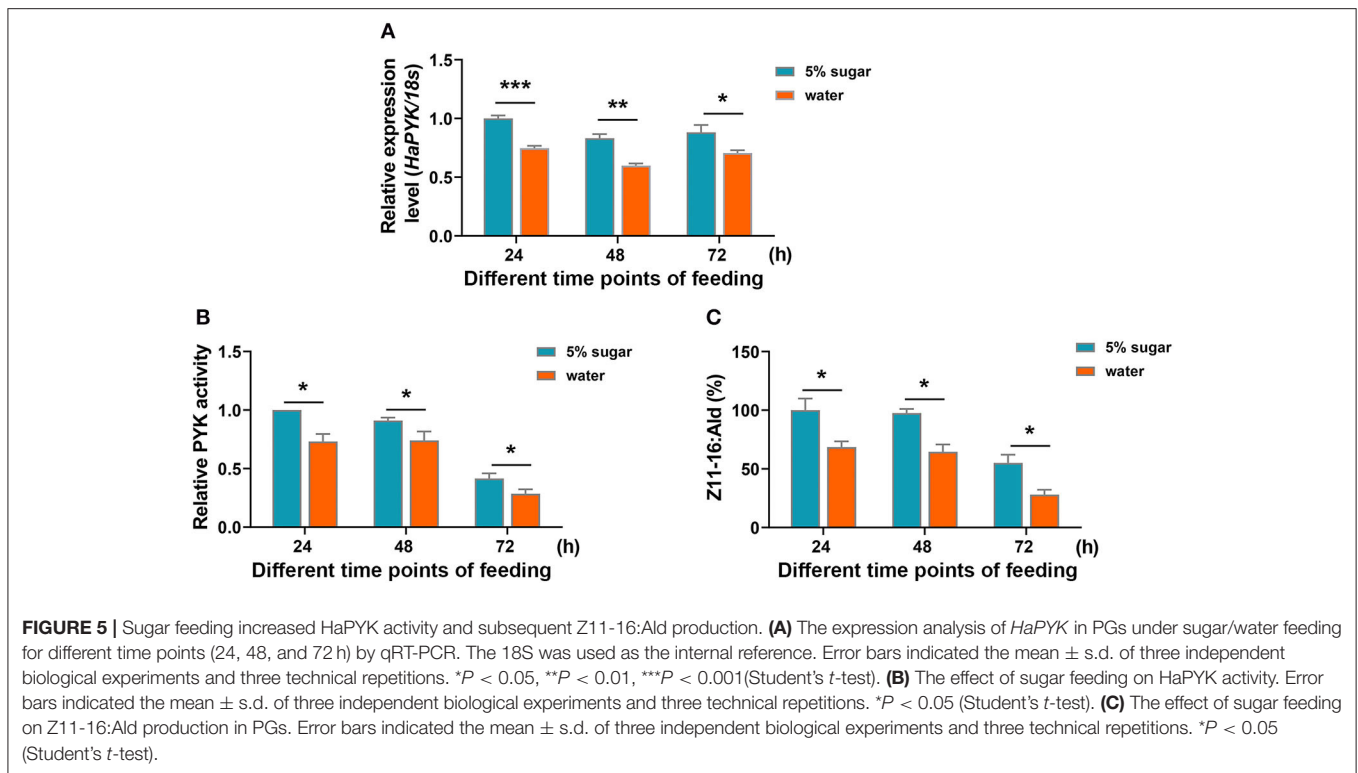 A
Relative expression
level (HaPYK/18s)
1.5
1.0
0.5
0.0
***
**
*
5% sugar
water
24 48 72 (h)
Different time points of feeding
B
Relative PYK activity
1.5
1.0
0.5
0.0
*
*
*
5% sugar
water
24 48 72 (h)
Different time points of feeding
C
Z11-16:Ald (%)
150
100
50
0
*
*
*
5% sugar
water
24 48 72 (h)
Different time points of feeding
FIGURE 5 | Sugar feeding increased HaPYK activity and subsequent Z11-16:Ald production. (A) The expression analysis of HaPYK in PGs under sugar/water feeding
for different time points (24, 48, and 72 h) by qRT-PCR. The 18S was used as the internal reference. Error bars indicated the mean ± s.d. of three independent
biological experiments and three technical repetitions. *P < 0.05, **P < 0.01, ***P < 0.001(Student's t-test). (B) The effect of sugar feeding on HaPYK activity. Error
bars indicated the mean ± s.d. of three independent biological experiments and three technical repetitions. *P < 0.05 (Student's t-test). (C) The effect of sugar feeding
on Z11-16:Ald production in PGs. Error bars indicated the mean ± s.d. of three independent biological experiments and three technical repetitions. *P < 0.05
(Student's t-test).